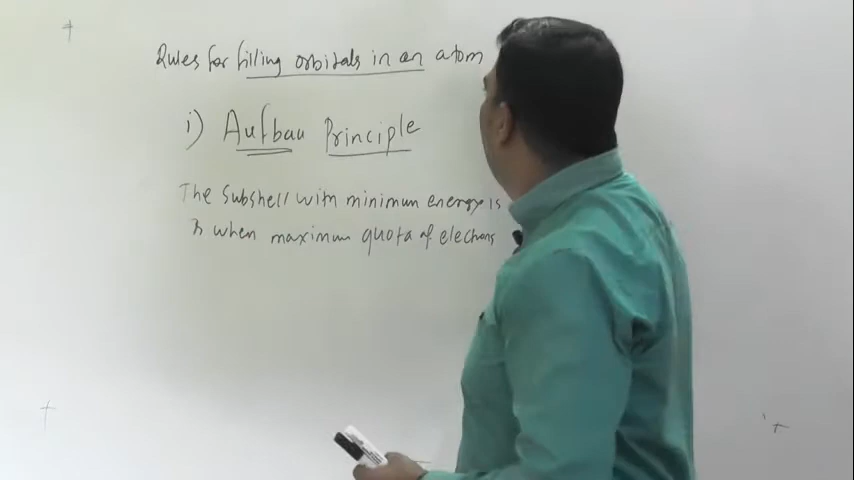 Rules for filling orbitals in an atom
i) Aufbau Principle
The Subshell with minimum energy is
when maximum quota of electrons